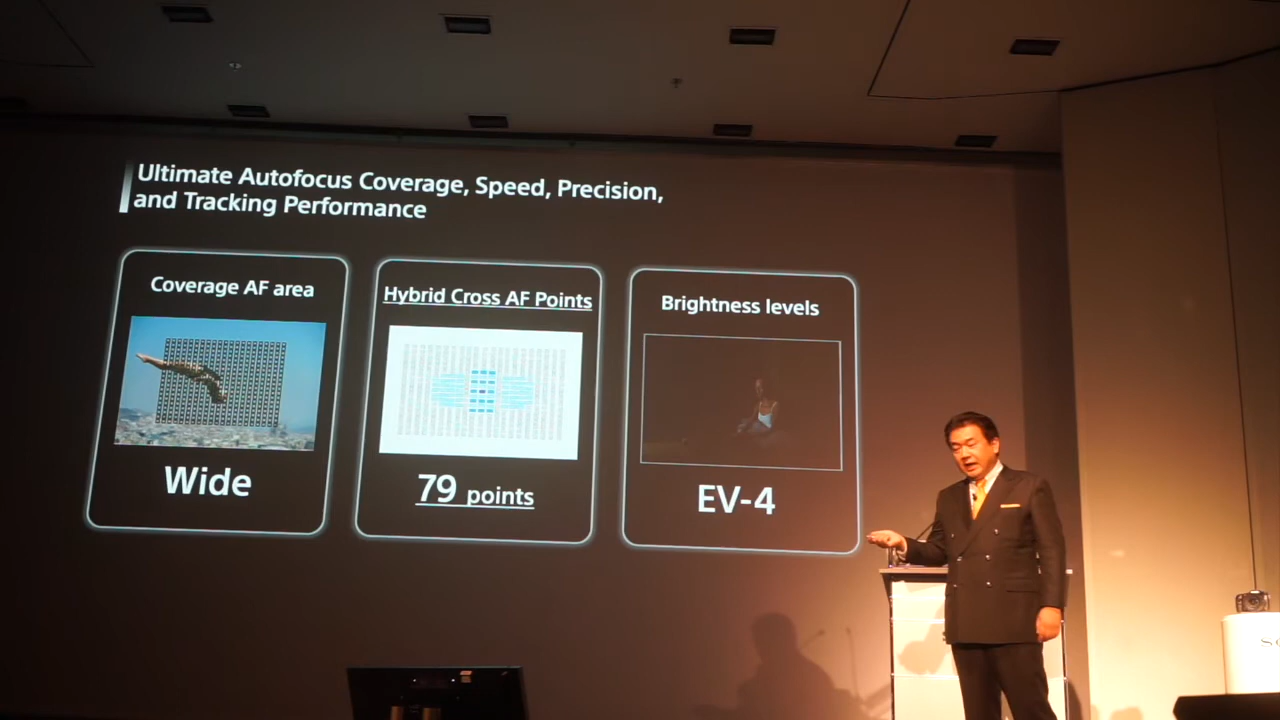 Ultimate Autofocus Coverage, Speed, Precision,
and Tracking Performance
Coverage AF area
Wide
Hybrid Cross AF Points
79 points
Brightness levels
EV-4